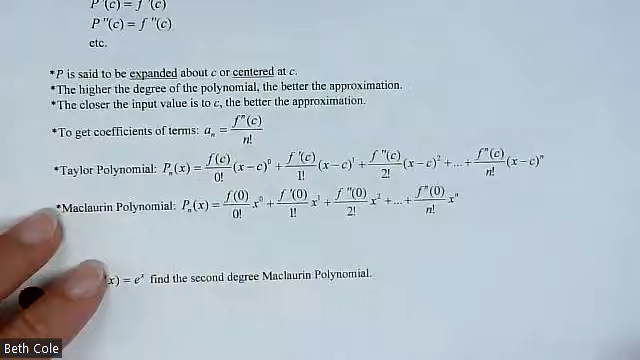 P'(c) = f'(c)
P"(c) = f"(c)
etc.
*P is said to be expanded about c or centered at c.
*The higher the degree of the polynomial, the better the approximation.
*The closer the input value is to c, the better the approximation.
*To get coefficients of terms: aₙ = fⁿ(c)/n!
*Taylor Polynomial: Pₙ(x) = f(c)/0! (x−c)⁰ + f'(c)/1! (x−c)¹ + f"(c)/2! (x−c)² + ... + fⁿ(c)/n! (x−c)ⁿ
*Maclaurin Polynomial: Pₙ(x) = f(0)/0! x⁰ + f'(0)/1! x¹ + f"(0)/2! x² + ... + fⁿ(0)/n! xⁿ
x) = eˣ find the second degree Maclaurin Polynomial.
Beth Cole